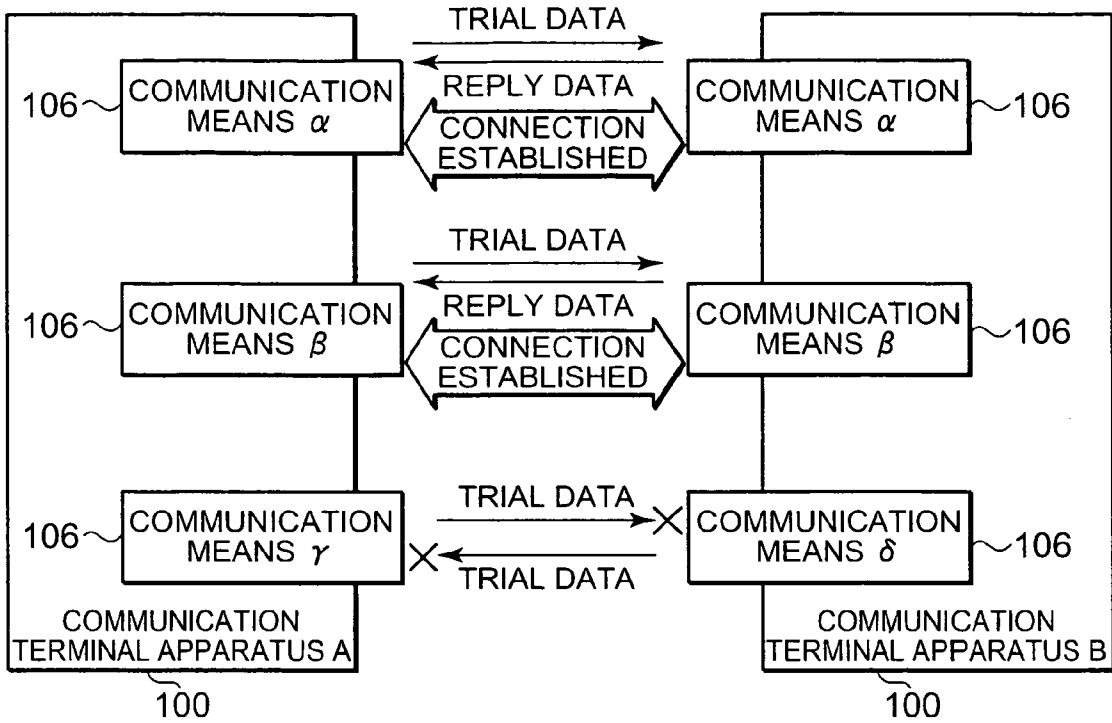 TRIAL DATA
106
COMMUNICATION
MEANS α
REPLY DATA
CONNECTION
ESTABLISHED
COMMUNICATION
MEANS α
106
TRIAL DATA
106
COMMUNICATION
MEANS β
REPLY DATA
CONNECTION
ESTABLISHED
COMMUNICATION
MEANS β
106
106
COMMUNICATION
MEANS γ
TRIAL DATA
TRIAL DATA
COMMUNICATION
MEANS δ
106
COMMUNICATION
TERMINAL APPARATUS A
100
COMMUNICATION
TERMINAL APPARATUS B
100